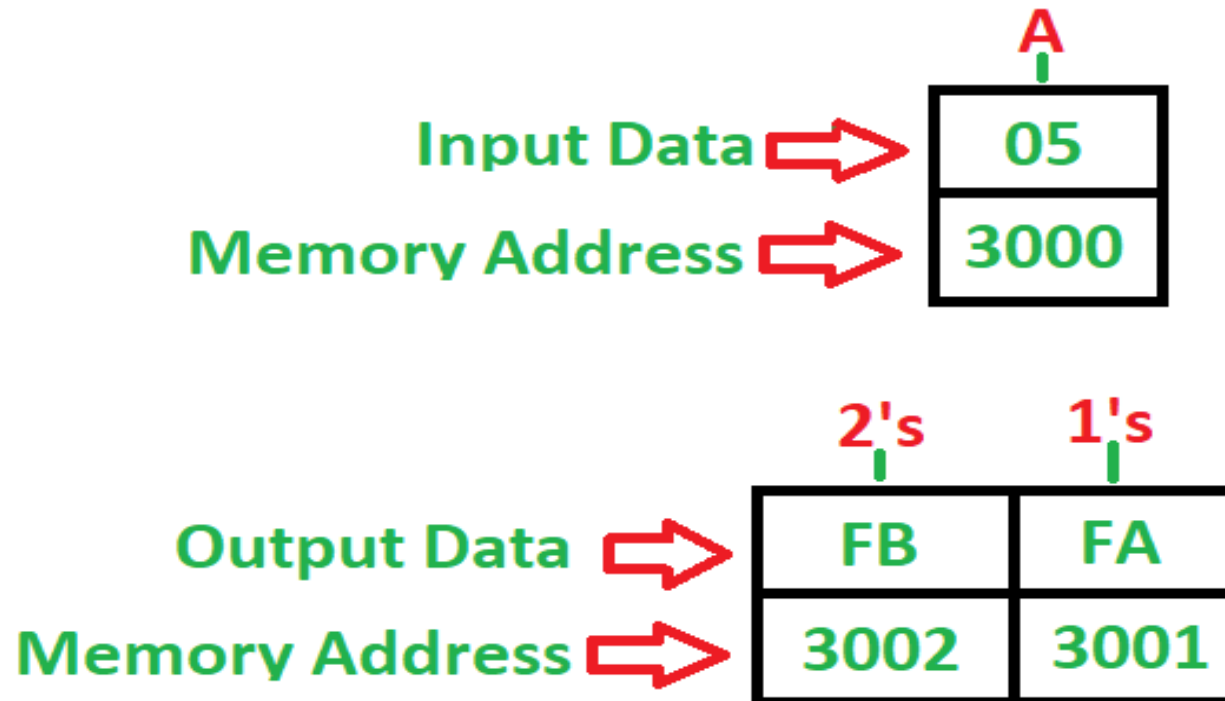 A
Input Data 05
Memory Address 3000
2's 1's
Output Data FB FA
Memory Address 3002 3001